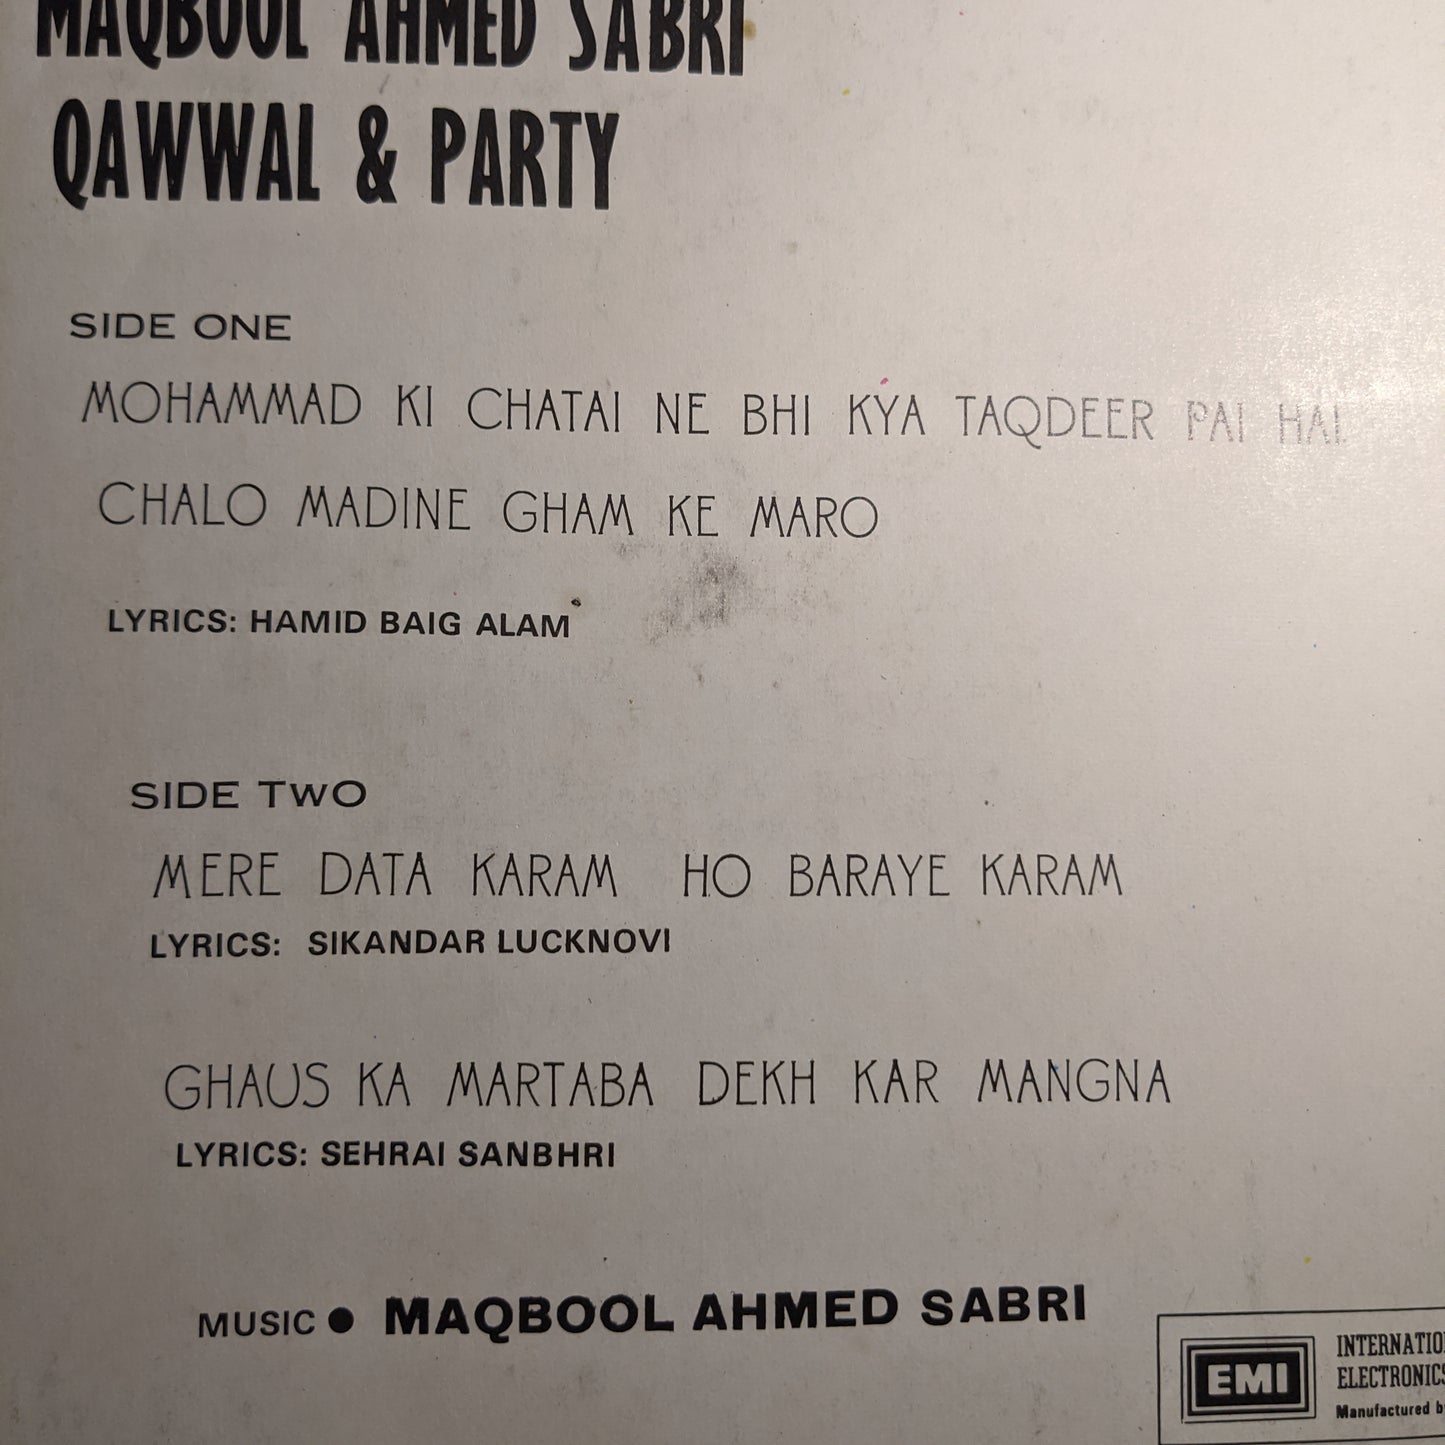 MAQBOOL AHMED SABRI
QAWWAL & PARTY
SIDE ONE
MOHAMMAD KI CHATAI NE BHI KYA TAQDEER PAI HAI.
CHALO MADINE GHAM KE MARO
LYRICS: HAMID BAIG ALAM
SIDE TWO
MERE DATA KARAM HO BARAYE KARAM
LYRICS: SIKANDAR LUCKNOVI
GHAUS KA MARTABA DEKH KAR MANGNA
LYRICS: SEHRAI SANBHRI
MUSIC ● MAQBOOL AHMED SABRI
EMI
ELECTRONICS
Manufactured